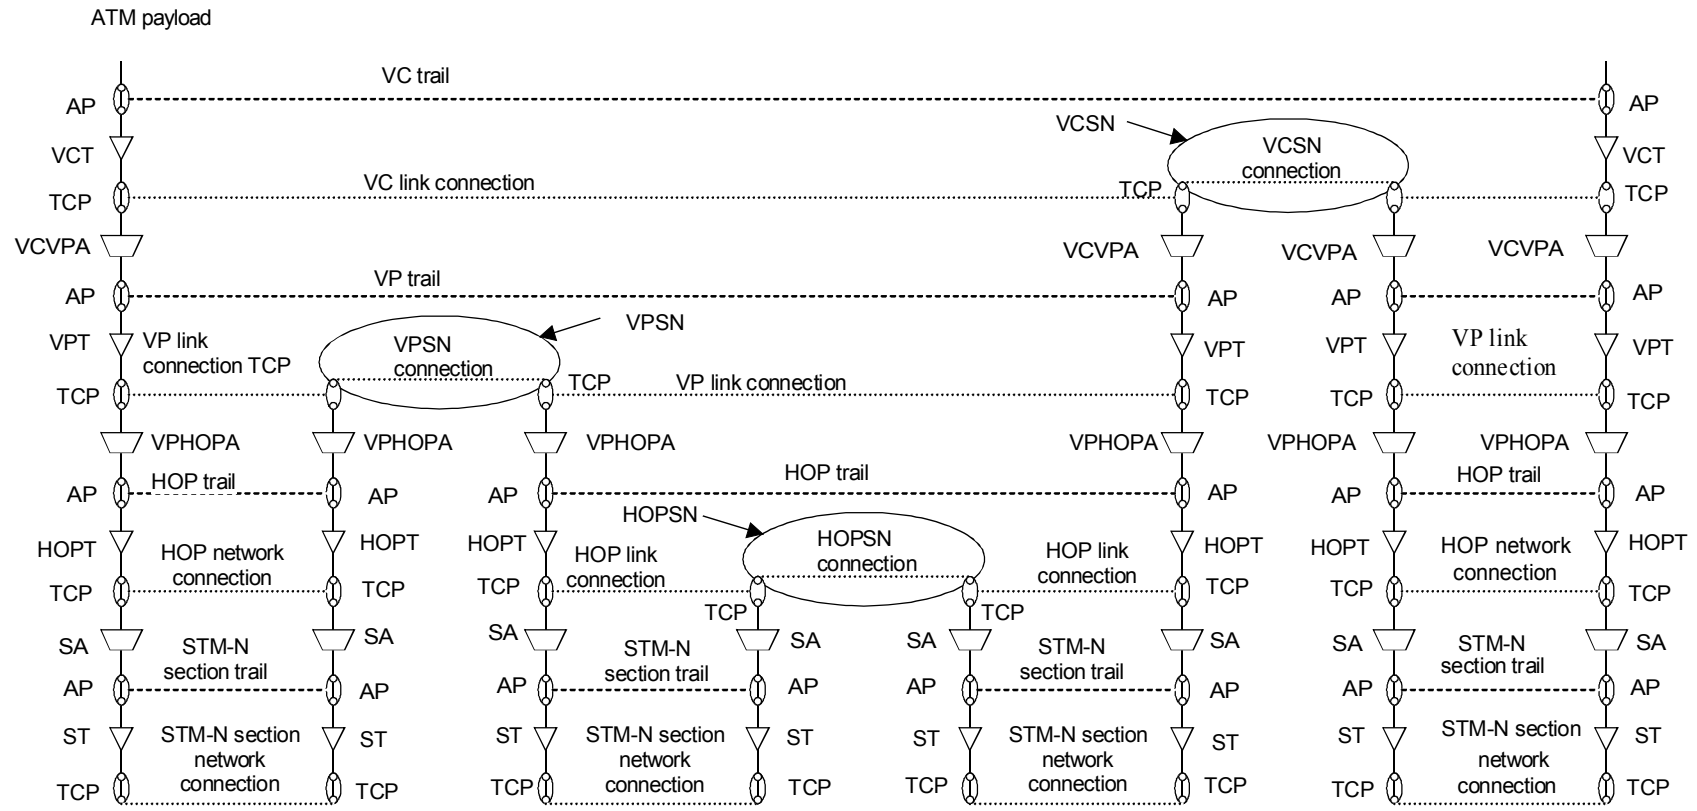 ATM payload
VC trail
AP
AP
VCSN
VCSN
connection
VCT
VCT
VC link connection
TCP
TCP
TCP
VCVPA
VCVPA
VCVPA
VCVPA
VP trail
AP
AP
AP
AP
VPSN
VPT
VP link
connection TCP
VPSN
connection
VPT
VPT
VP link
connection
VPT
TCP
TCP
VP link connection
TCP
TCP
TCP
VPHOPA
VPHOPA
VPHOPA
VPHOPA
VPHOPA
VPHOPA
HOP trail
HOP trail
HOP trail
AP
AP
AP
AP
AP
AP
HOPSN
HOPT
HOP network
connection
HOPT
HOPT
HOP link
connection
HOPSN
connection
HOP link
connection
HOPT
HOPT
HOP network
connection
HOPT
TCP
TCP
TCP
TCP
TCP
TCP
TCP
TCP
SA
SA
SA
SA
SA
SA
SA
SA
STM-N
section trail
STM-N
section trail
STM-N
section trail
STM-N
section trail
AP
AP
AP
AP
AP
AP
AP
AP
ST
STM-N section
network
connection
ST
ST
STM-N section
network
connection
ST
ST
STM-N section
network
connection
ST
ST
STM-N section
network
connection
ST
TCP
TCP
TCP
TCP
TCP
TCP
TCP
TCP